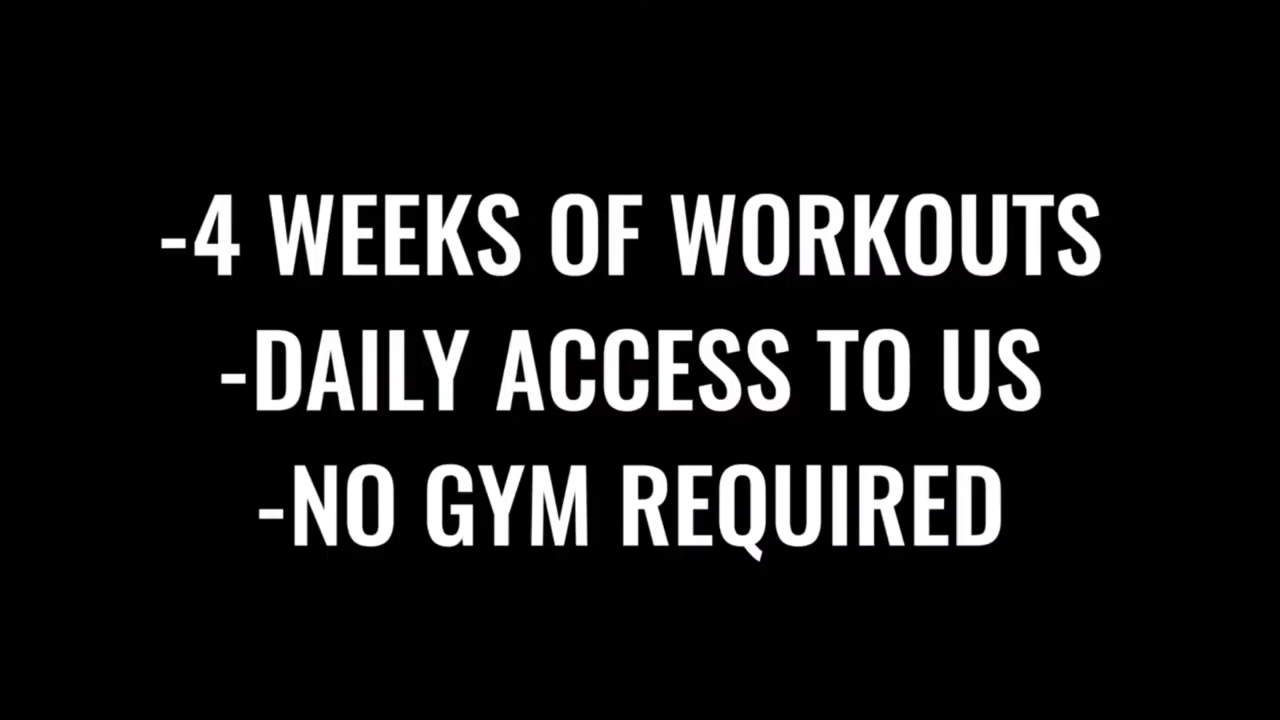 -4 WEEKS OF WORKOUTS
-DAILY ACCESS TO US
-NO GYM REQUIRED